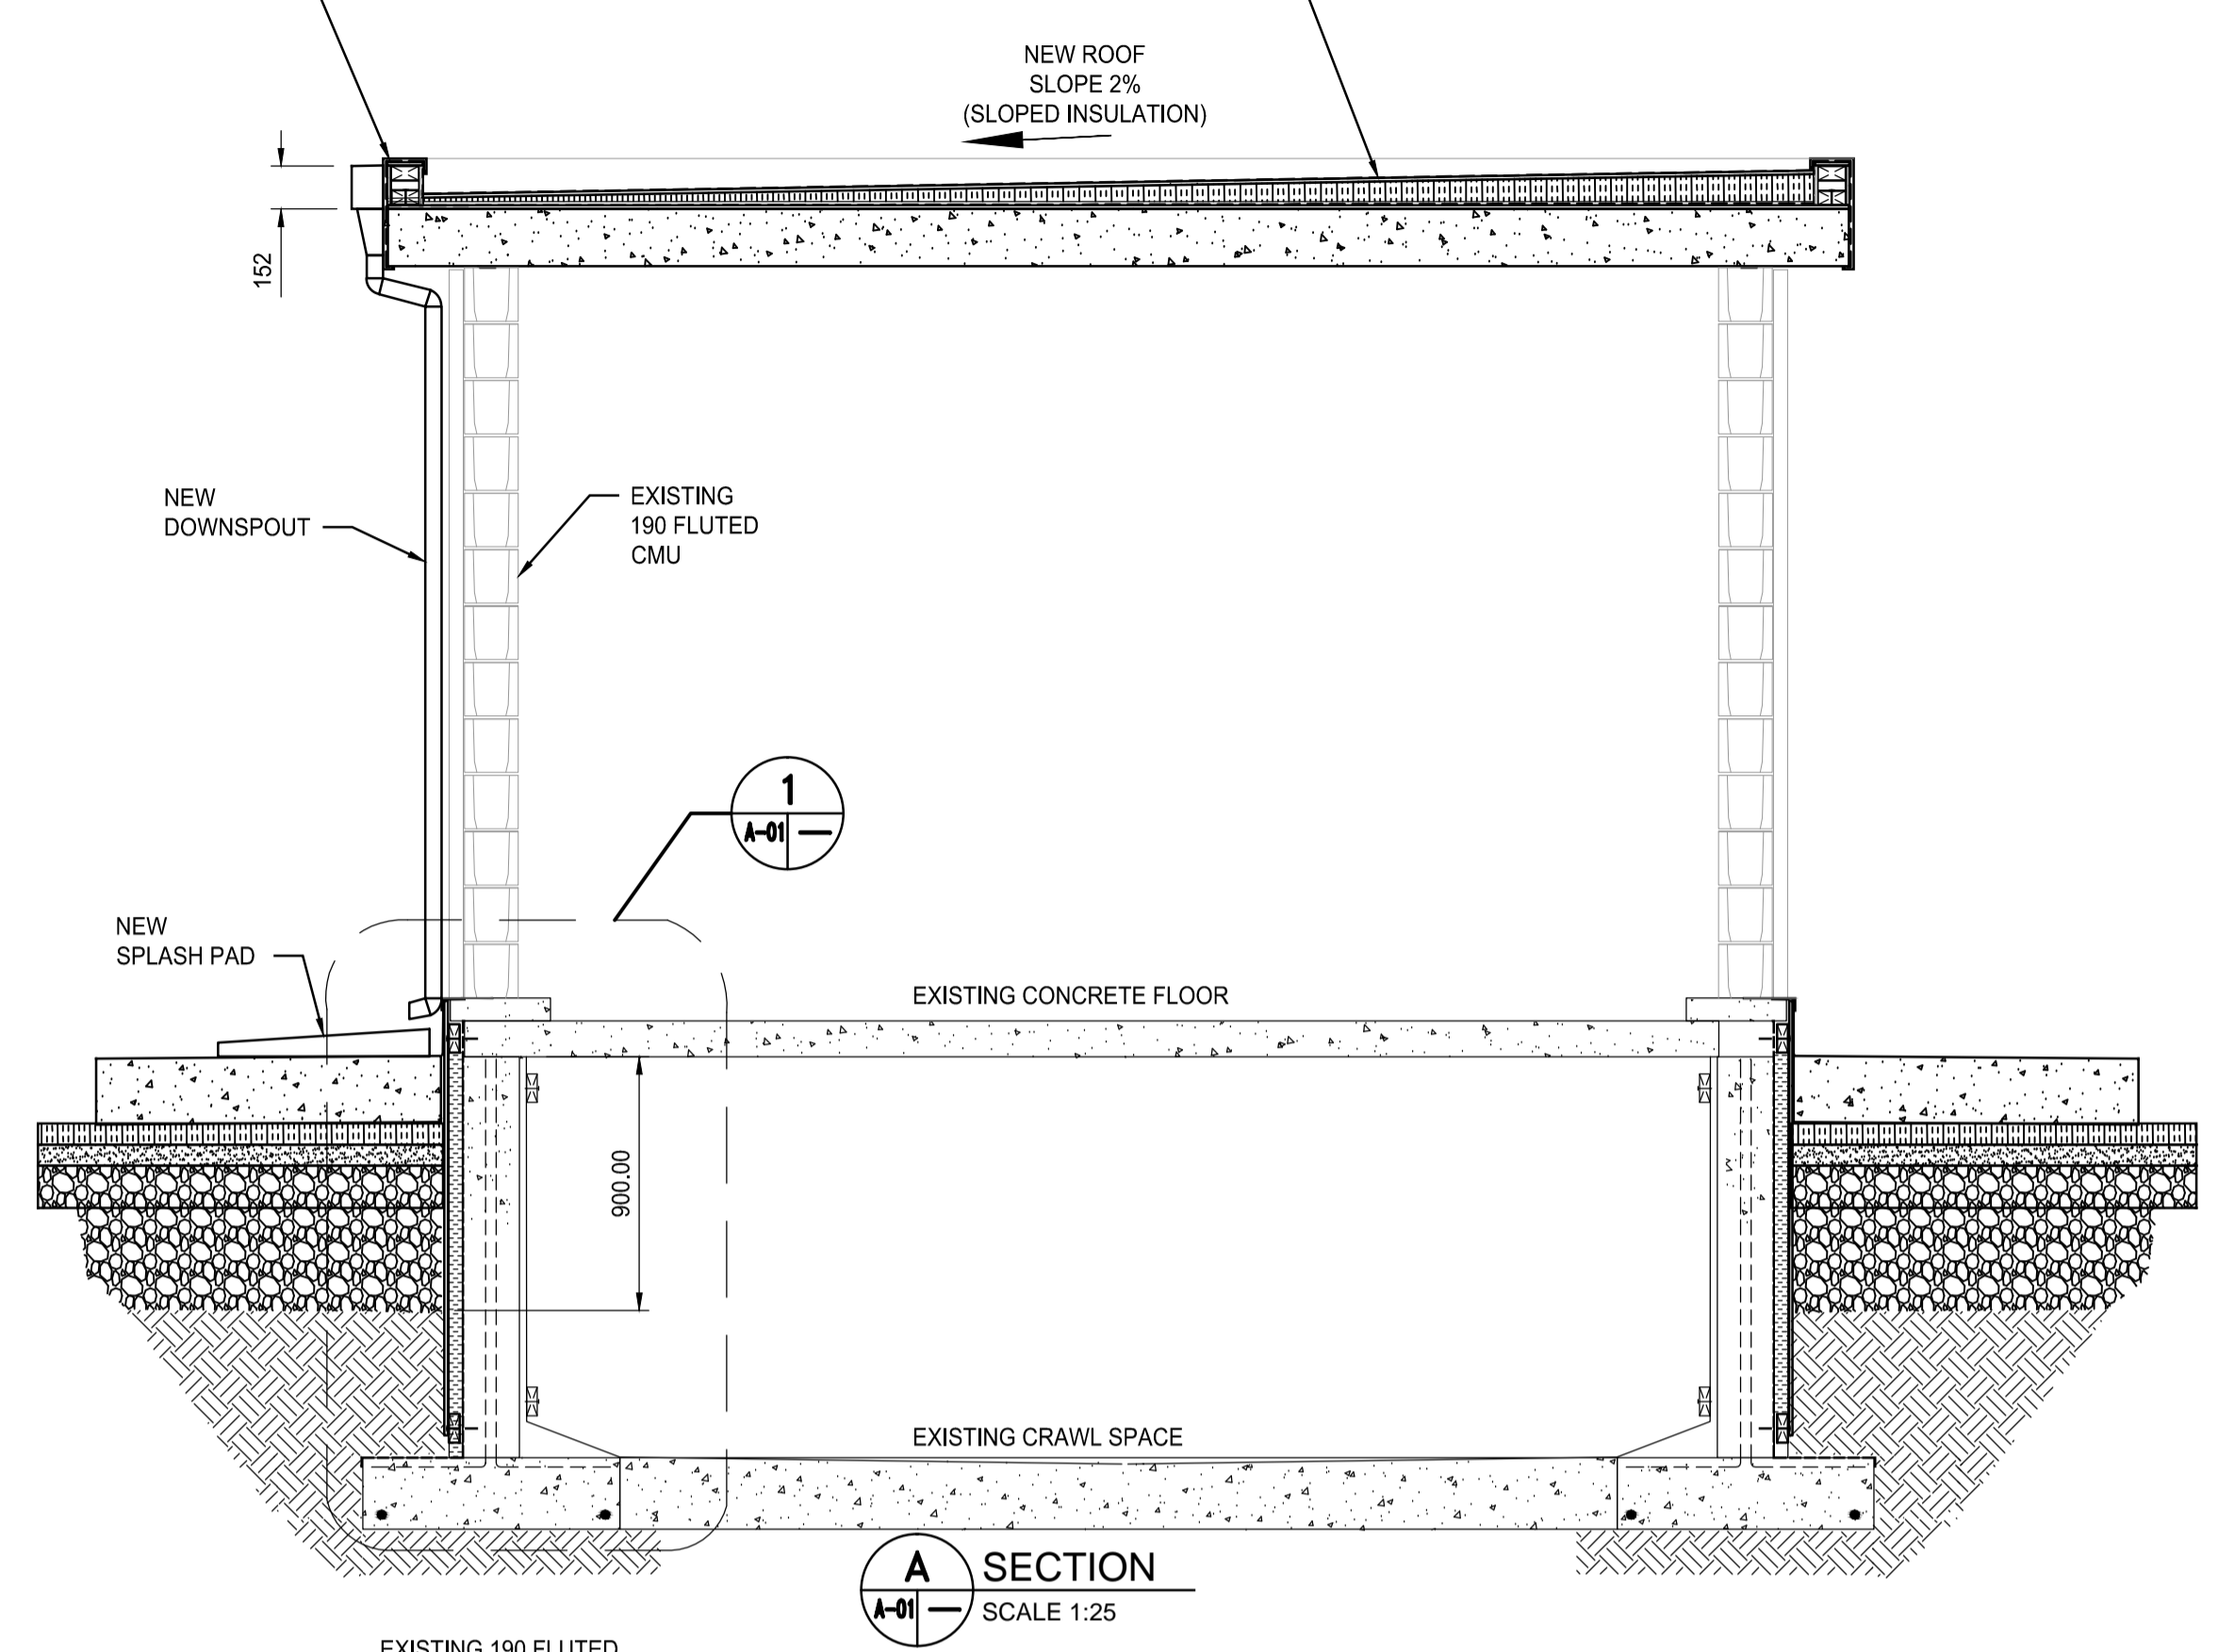 NEW ROOF
SLOPE 2%
(SLOPED INSULATION)
152
NEW
DOWNSPOUT
EXISTING
190 FLUTED
CMU
1
A-01 —
NEW
SPLASH PAD
EXISTING CONCRETE FLOOR
900.00
EXISTING CRAWL SPACE
A
A-01 —
SECTION
SCALE 1:25
EXISTING 190 FLUTED